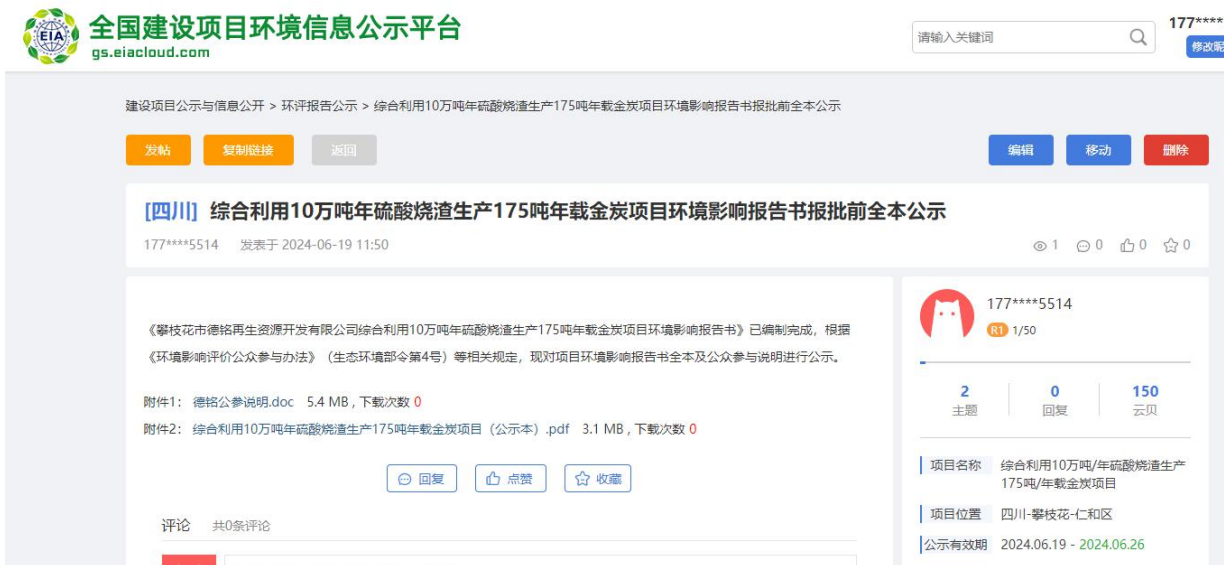 EIA
全国建设项目环境信息公示平台
gs.eiacloud.com
请输入关键词
177****
修改昵
建设项目公示与信息公开 > 环评报告公示 > 综合利用10万吨年硫酸烧渣生产175吨年载金炭项目环境影响报告书报批前全本公示
发帖 复制链接 返回
编辑 移动 删除
[四川] 综合利用10万吨年硫酸烧渣生产175吨年载金炭项目环境影响报告书报批前全本公示
177****5514 发表于 2024-06-19 11:50
1 0 0 0
《攀枝花市德铭再生资源开发有限公司综合利用10万吨年硫酸烧渣生产175吨年载金炭项目环境影响报告书》已编制完成，根据
《环境影响评价公众参与办法》（生态环境部令第4号）等相关规定，现对项目环境影响报告书全本及公众参与说明进行公示。
附件1： 德铭公参说明.doc 5.4 MB , 下载次数 0
附件2： 综合利用10万吨年硫酸烧渣生产175吨年载金炭项目（公示本）.pdf 3.1 MB , 下载次数 0
回复 点赞 收藏
评论 共0条评论
177****5514
R1 1/50
2 0 150
主题 回复 云贝
项目名称 综合利用10万吨/年硫酸烧渣生产
175吨/年载金炭项目
项目位置 四川-攀枝花-仁和区
公示有效期 2024.06.19 - 2024.06.26